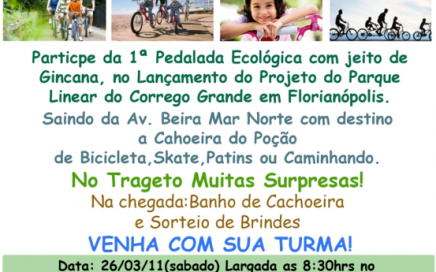 Particpe da 1ª Pedalada Ecológica com jeito de
Gincana, no Lançamento do Projeto do Parque
Linear do Corrego Grande em Florianópolis.
Saindo da Av. Beira Mar Norte com destino
a Cahoeira do Poção
de Bicicleta,Skate,Patins ou Caminhando.
No Trageto Muitas Surpresas!
Na chegada:Banho de Cachoeira
e Sorteio de Brindes
VENHA COM SUA TURMA!
Data: 26/03/11(sabado) Largada as 8:30hrs no